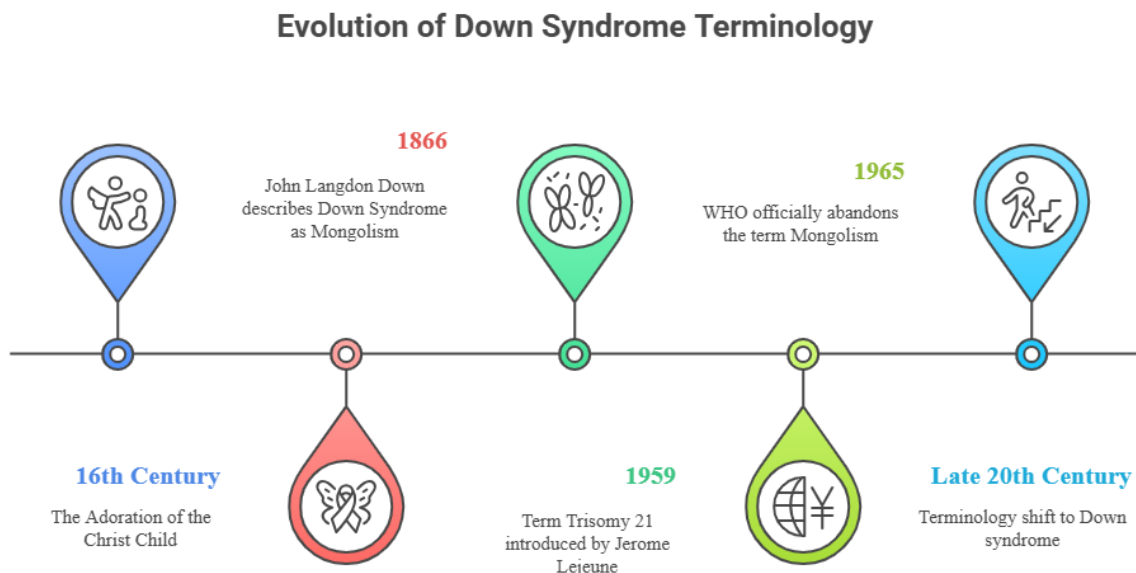 Evolution of Down Syndrome Terminology
16th Century
The Adoration of the
Christ Child
1866
John Langdon Down
describes Down Syndrome
as Mongolism
1959
Term Trisomy 21
introduced by Jerome
Lejeune
1965
WHO officially abandons
the term Mongolism
Late 20th Century
Terminology shift to Down
syndrome